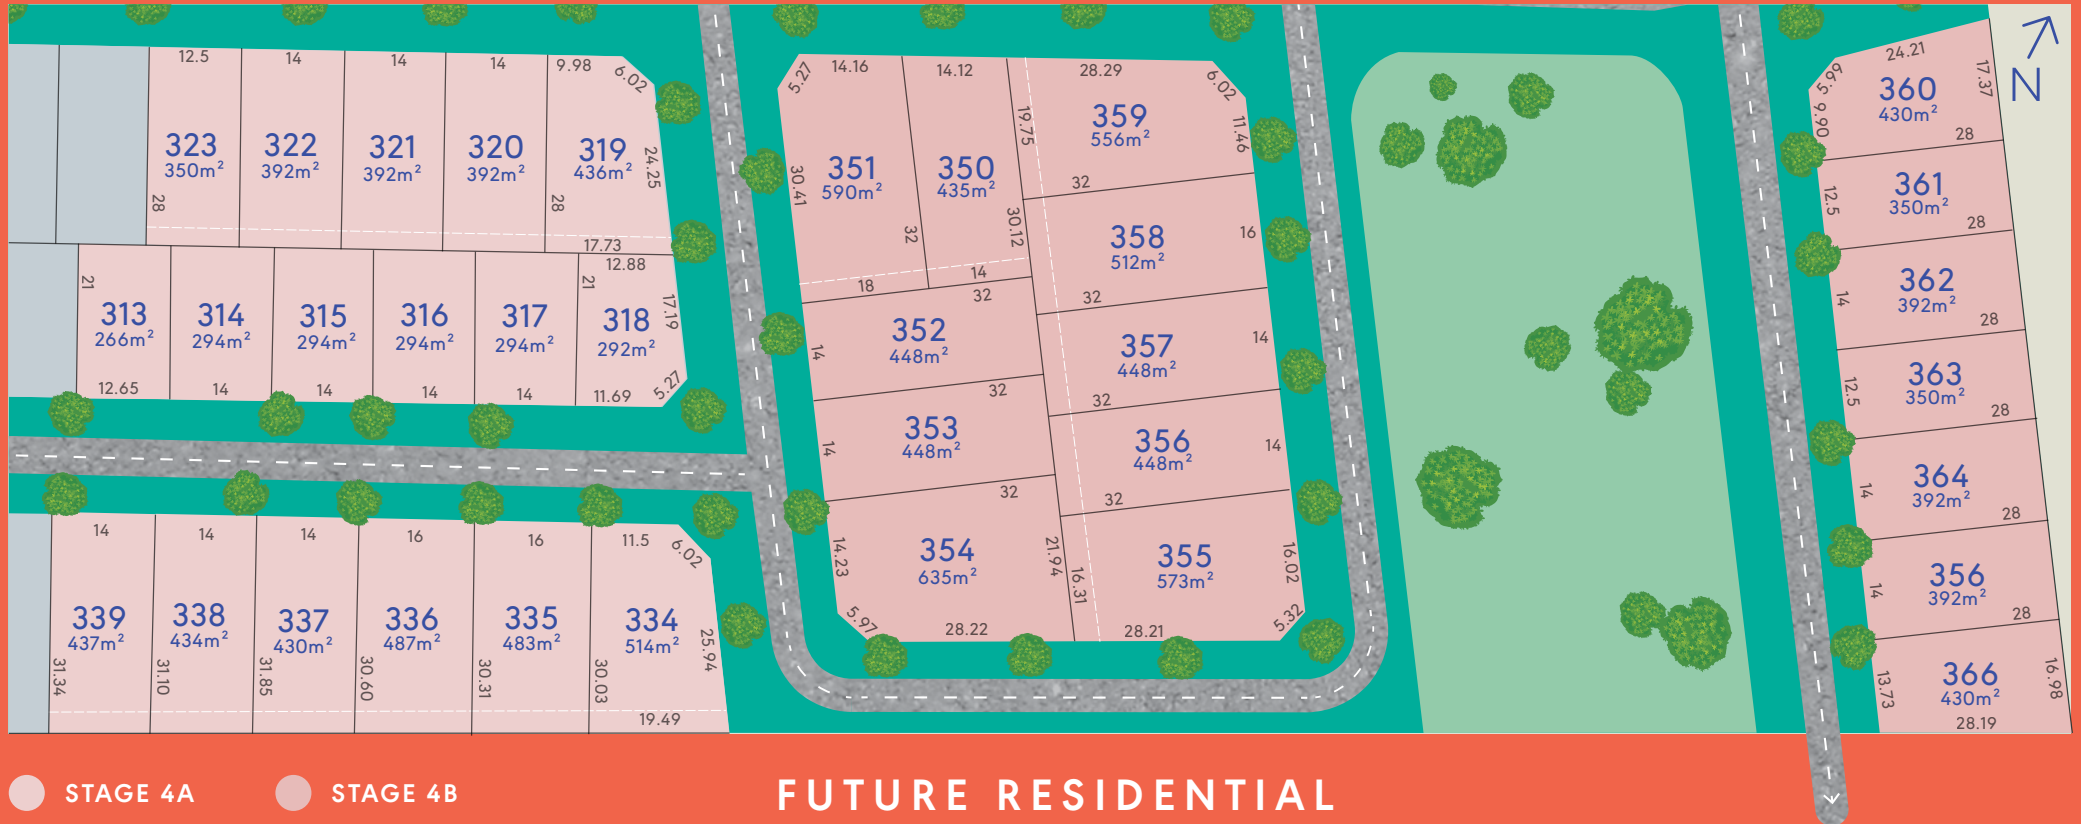 12.5 14 14 14 9.98 6.02
323 322 321 320 319
350m² 392m² 392m² 392m² 436m²
24.25
28 28
17.73
12.88
21 21 17.19
313 314 315 316 317 318
266m² 294m² 294m² 294m² 294m² 292m²
12.65 14 14 14 14 11.69 5.27
14 14 14 16 16 11.5 6.02
339 338 337 336 335 334
437m² 434m² 430m² 487m² 483m² 514m²
31.34 31.10 31.85 30.60 30.31 30.03 25.94
19.49
5.27 14.16 14.12 28.29 6.02
19.75 11.46
359
556m²
351 350
590m² 435m²
30.41 32 30.12
32
358 16
512m²
18 14
32 32
352
448m²
14
357 14
448m²
32 32
353
448m²
14
356 14
448m²
32 32
354
635m²
14.23 21.94 16.31
355
573m²
16.02
5.97 28.22 28.21 5.32
24.21
5.99 17.37
360
430m²
9.90 28
361
350m²
12.5 28
362
392m²
14 28
363
350m²
12.5 28
364
392m²
14 28
356
392m²
14 28
366
430m²
13.73 16.98
28.19
N
STAGE 4A
STAGE 4B
FUTURE RESIDENTIAL